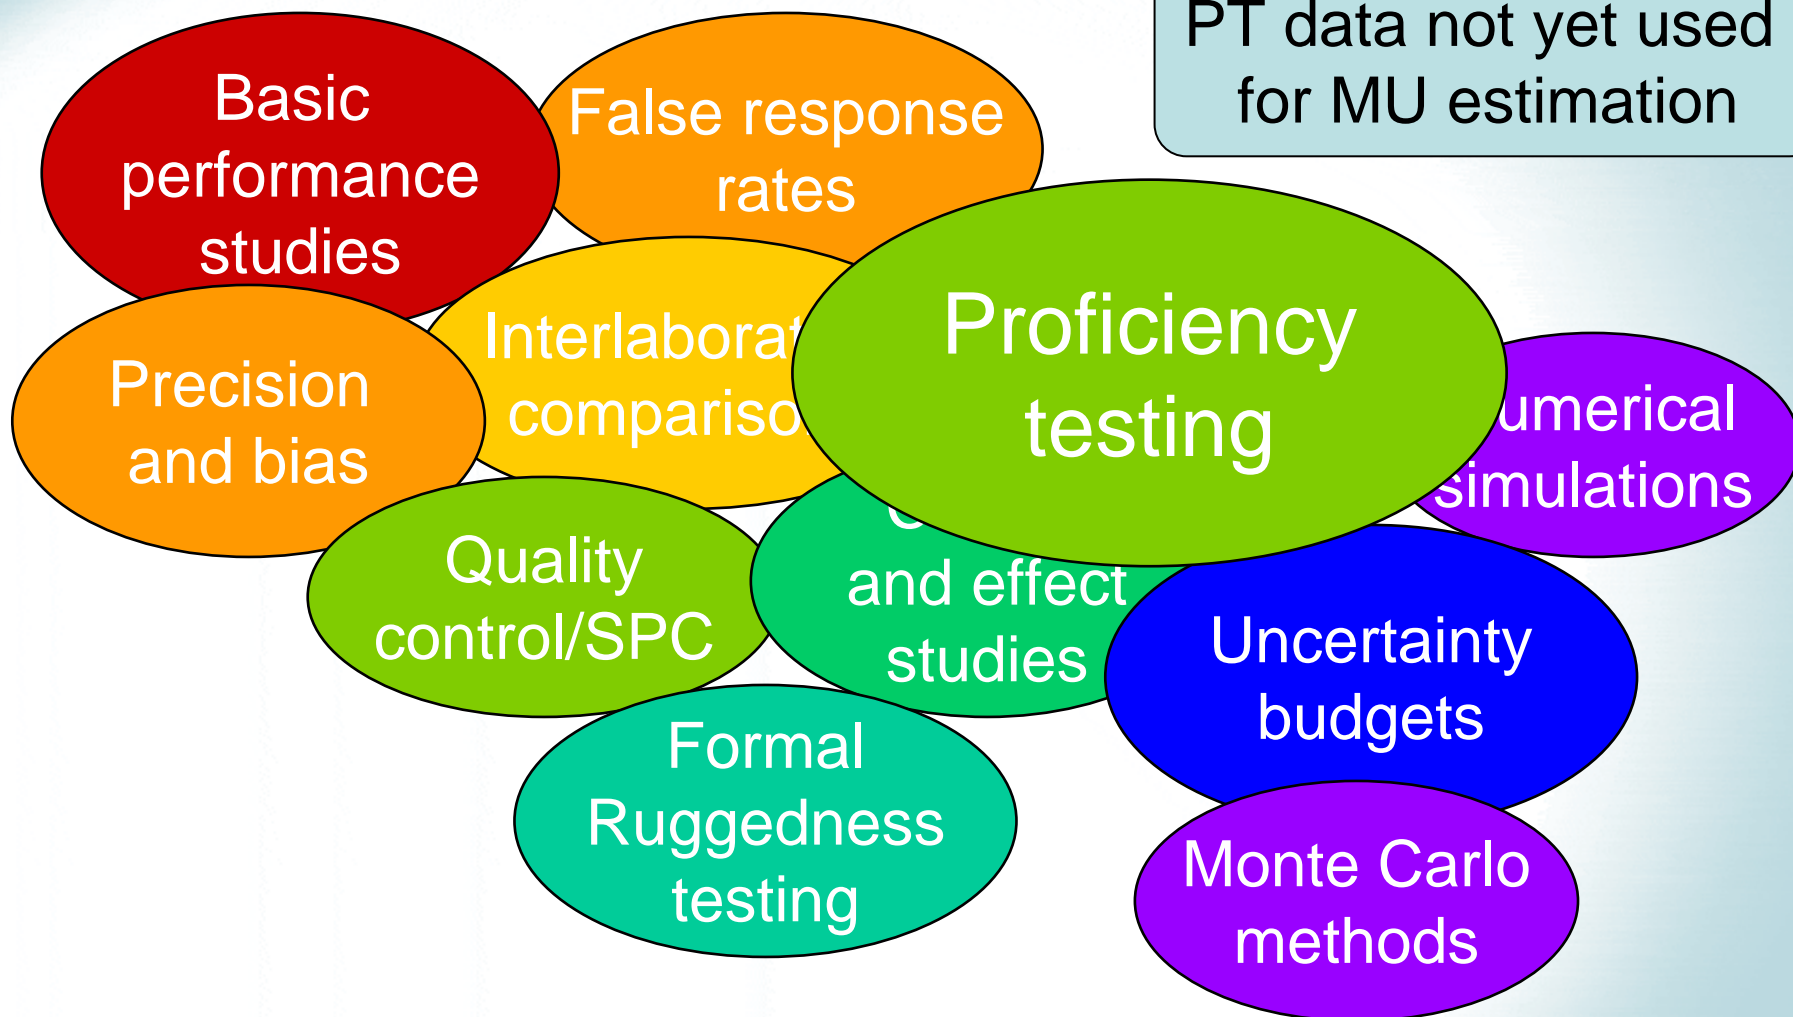 PT data not yet used
for MU estimation
Basic
performance
studies
False response
rates
Proficiency
testing
Interlaborat
compariso
Precision
and bias
umerical
simulations
Quality
control/SPC
and effect
studies
Uncertainty
budgets
Formal
Ruggedness
testing
Monte Carlo
methods